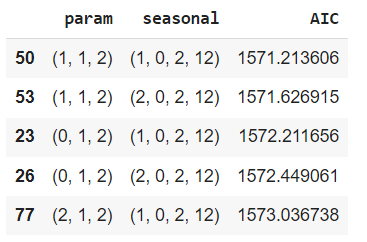 param seasonal AIC
50 (1, 1, 2) (1, 0, 2, 12) 1571.213606
53 (1, 1, 2) (2, 0, 2, 12) 1571.626915
23 (0, 1, 2) (1, 0, 2, 12) 1572.211656
26 (0, 1, 2) (2, 0, 2, 12) 1572.449061
77 (2, 1, 2) (1, 0, 2, 12) 1573.036738